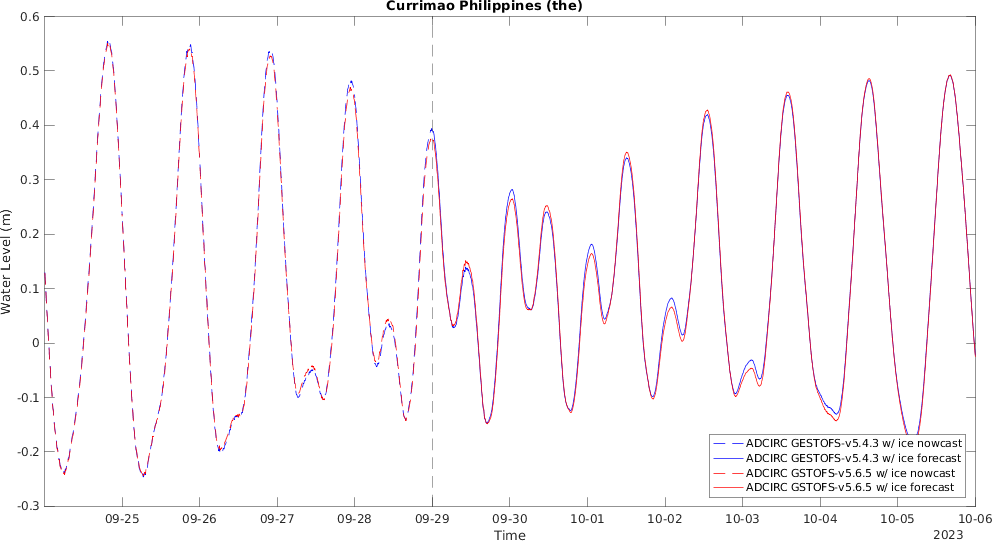 Currimao Philippines (the)
0.6
0.5
0.4
0.3
0.2
0.1
0
-0.1
-0.2
-0.3
Water Level (m)
ADCIRC GESTOFS-v5.4.3 w/ ice nowcast
ADCIRC GESTOFS-v5.4.3 w/ ice forecast
ADCIRC GSTOFS-v5.6.5 w/ ice nowcast
ADCIRC GSTOFS-v5.6.5 w/ ice forecast
09-25 09-26 09-27 09-28 09-29 09-30 10-01 10-02 10-03 10-04 10-05 10-06
Time
2023